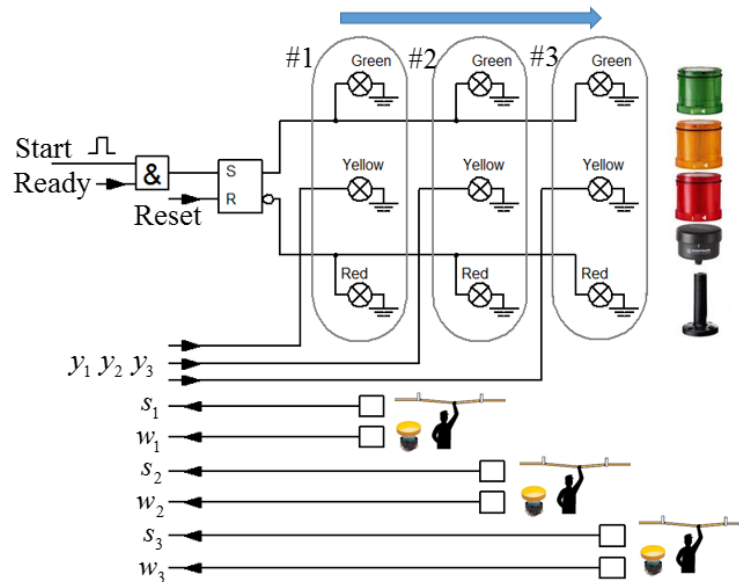 #1 #2 #3
Green Green Green
Start
&
S
Ready
Yellow Yellow Yellow
Reset
R
Red Red Red
y₁ y₂ y₃
s₁
w₁
s₂
w₂
s₃
w₃